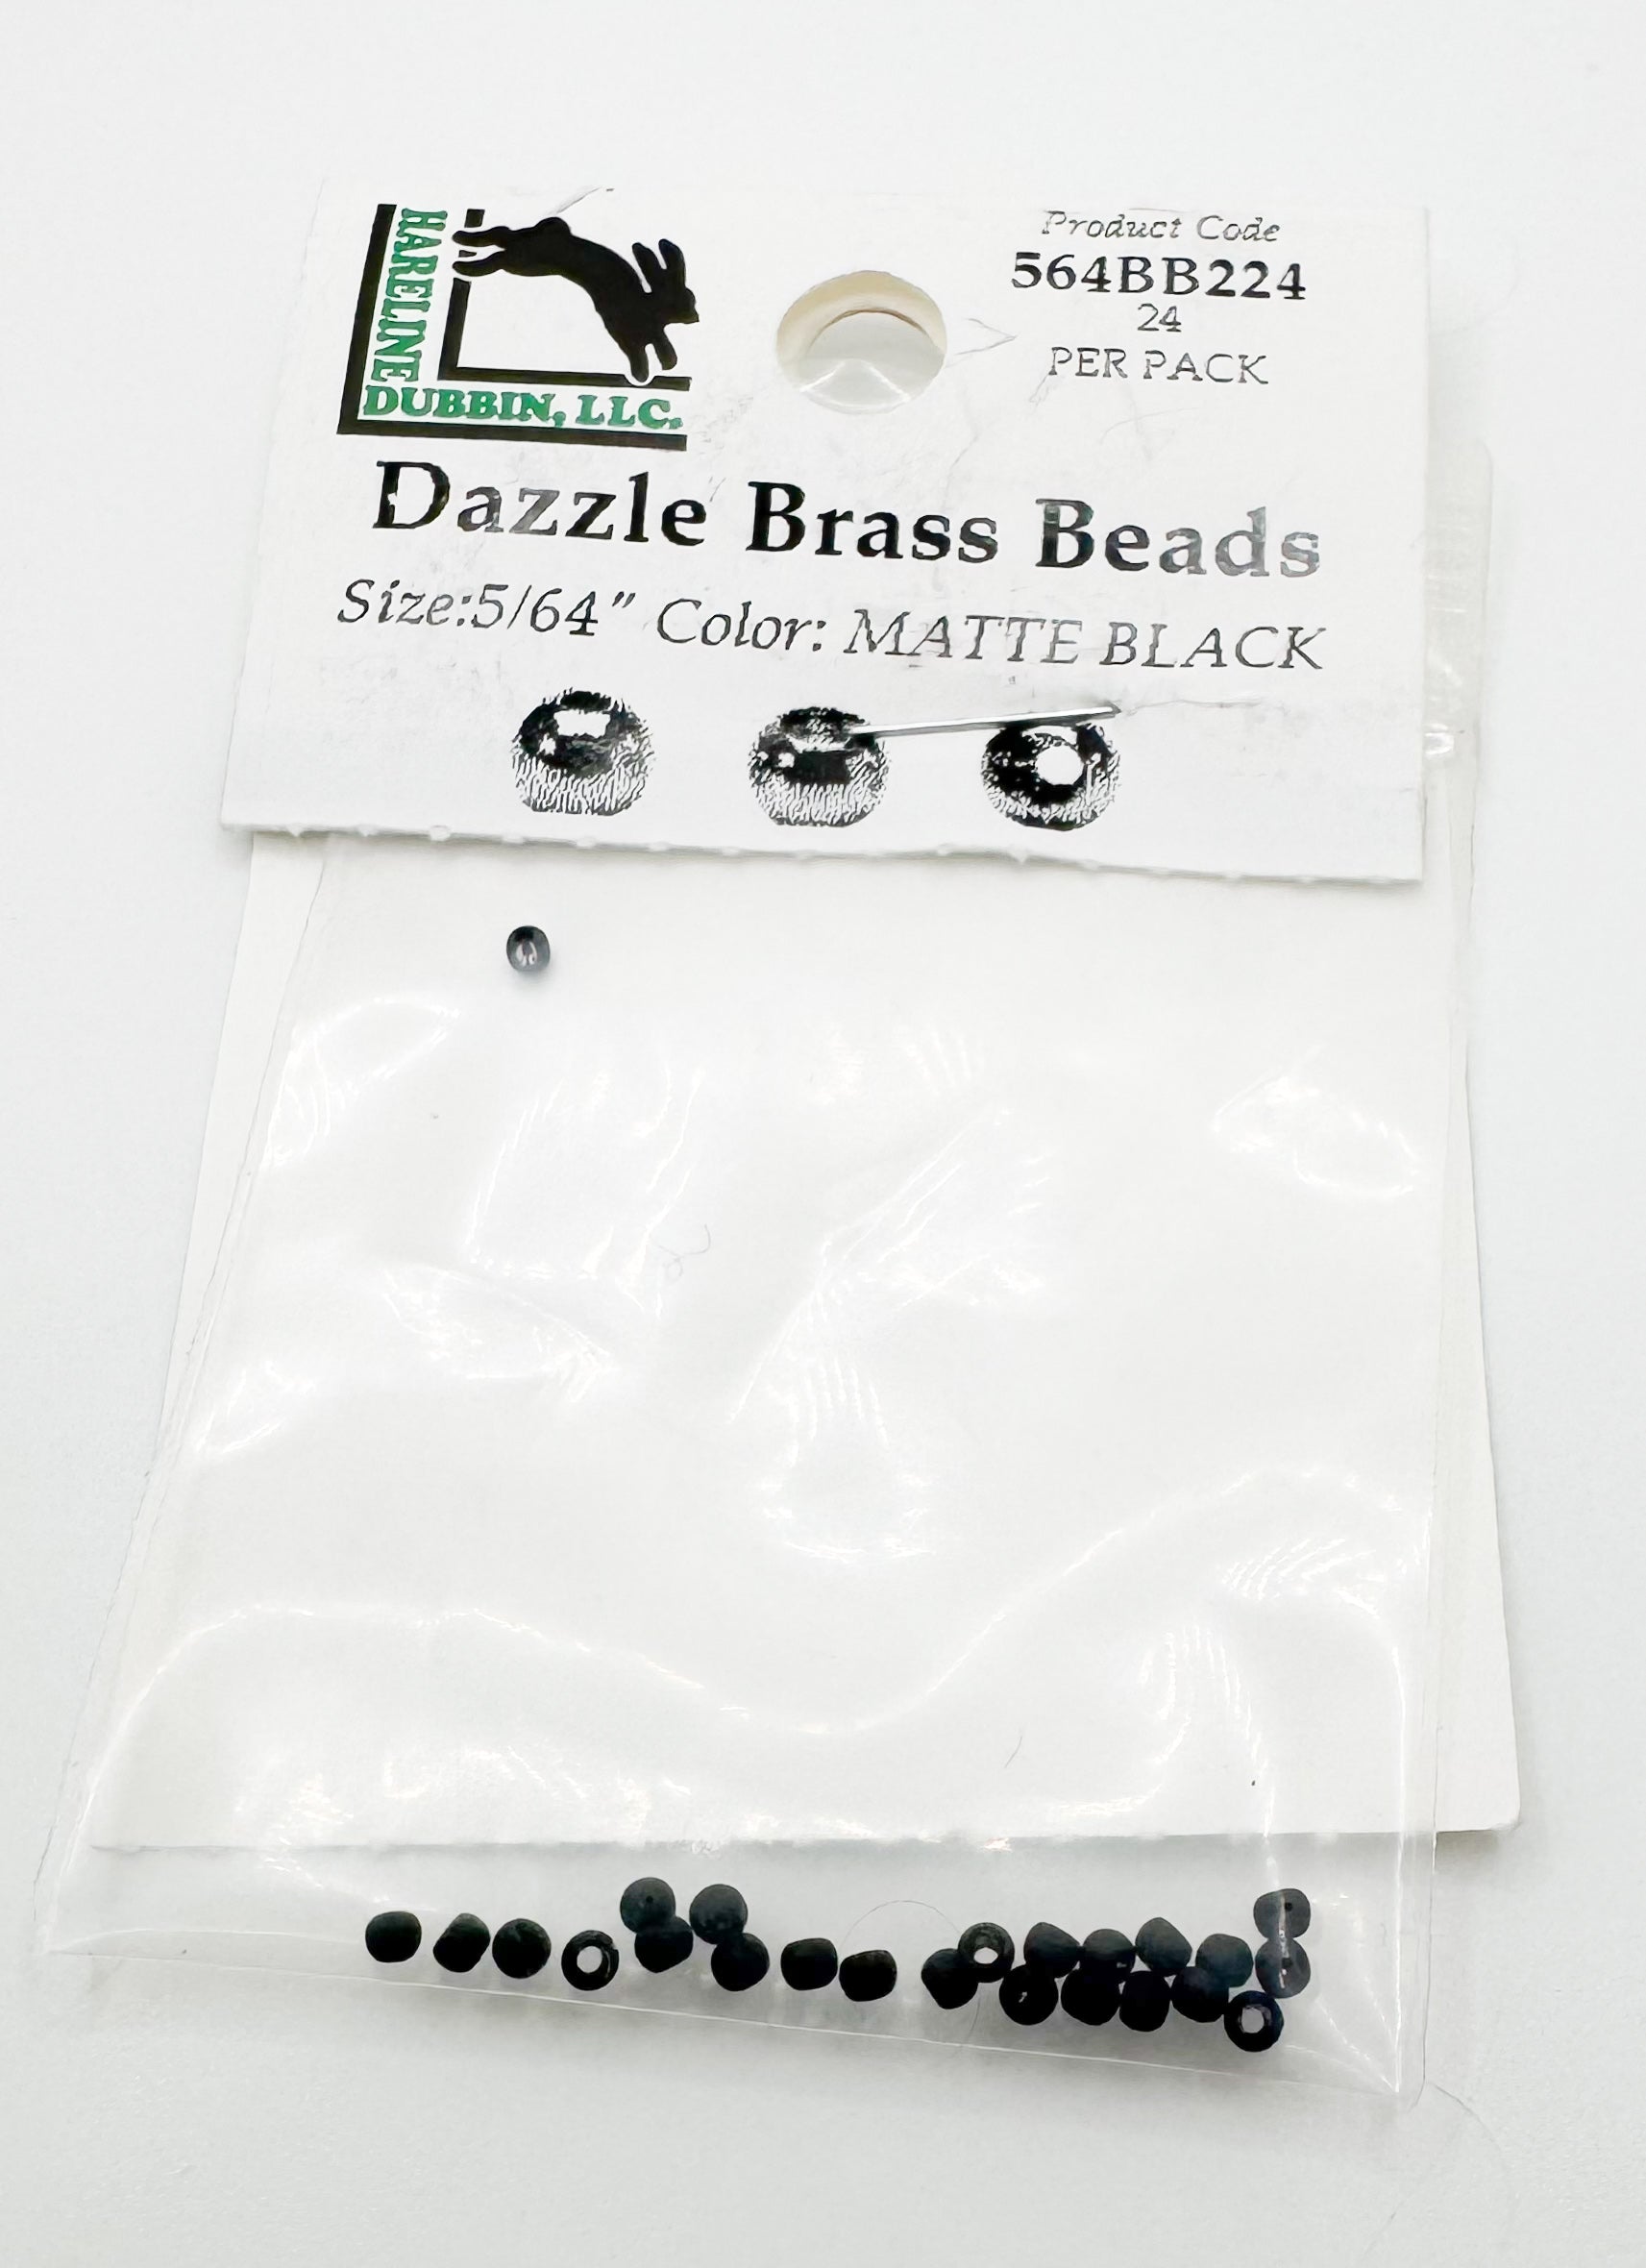 HARELINE
DUBBIN, LLC.
Product Code
564BB224
24
PER PACK
Dazzle Brass Beads
Size:5/64" Color: MATTE BLACK